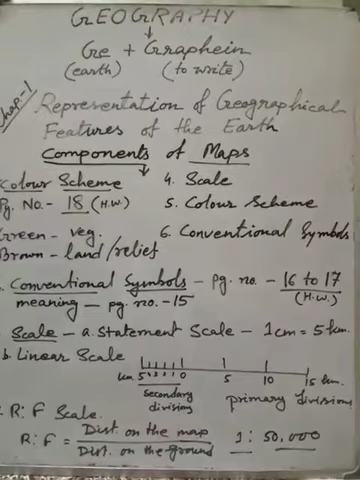 GEOGRAPHY
Ge + Graphein
(earth) (to write)
Chap-1
Representation of Geographical
Features of the Earth
Components of Maps
Colour Scheme 4. Scale
Pg. No. - 18 (H.W.) 5. Colour Scheme
Green - veg. 6. Conventional Symbols
Brown - land/relief
Conventional Symbols - pg. no. - 16 to 17
meaning - pg. no. - 15 (H.W.)
Scale - a. Statement Scale - 1cm = 5 km.
b. Linear Scale
km 5 0 5 10 15 km.
secondary divisions primary divisions
R:F Scale.
R:F = Dist. on the map 1 : 50,000
Dist. on the ground